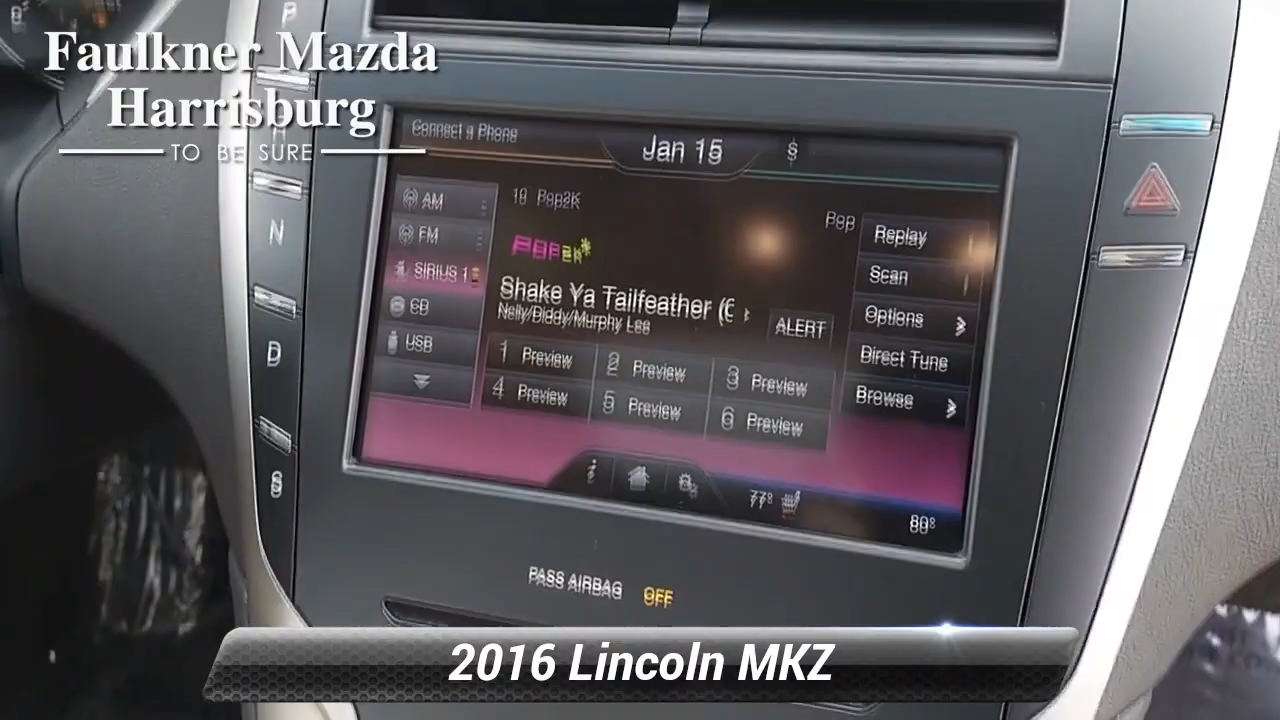 Faulkner Mazda
Harrisburg
TO BE SURE
P
N
D
S
Connect a Phone
Jan 15
AM
FM
SIRIUS 1
CD
USB
18 Pop2K
Pop
POP2K
Shake Ya Tailfeather (
Nelly/Diddy/Murphy Lee
ALERT
1 Preview
2 Preview
3 Preview
4 Preview
5 Preview
6 Preview
Replay
Scan
Options
Direct Tune
Browse
77°
80°
PASS AIRBAG OFF
2016 Lincoln MKZ